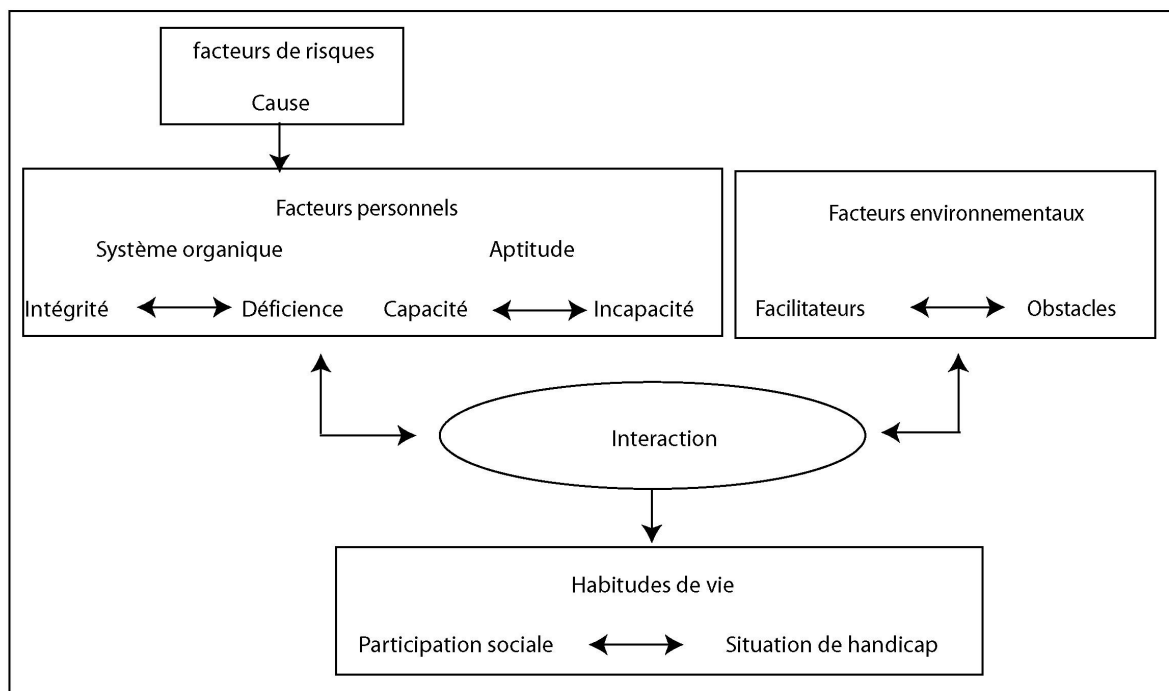 facteurs de risques
Cause
Facteurs personnels
Système organique Aptitude
Intégrité Déficience Capacité Incapacité
Facteurs environnementaux
Facilitateurs Obstacles
Interaction
Habitudes de vie
Participation sociale Situation de handicap